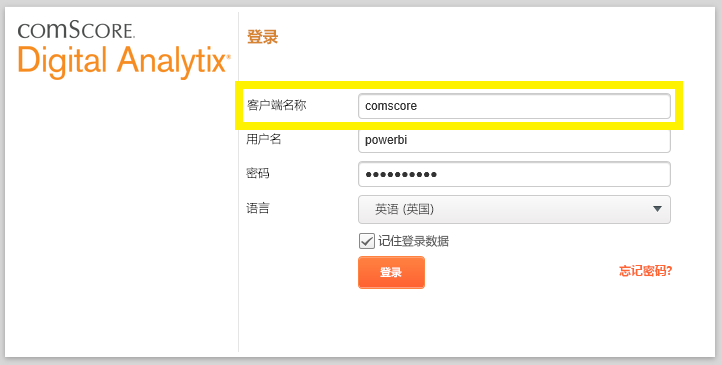 comScore.
Digital Analytix®
登录
客户端名称 comscore
用户名 powerbi
密码 ●●●●●●●●●●
语言 英语 (英国)
记住登录数据
登录 忘记密码?